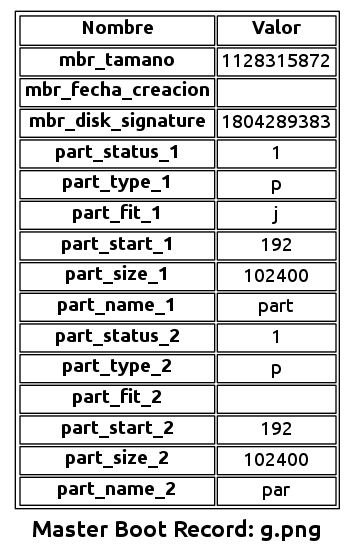 Nombre Valor
mbr_tamano 1128315872
mbr_fecha_creacion
mbr_disk_signature 1804289383
part_status_1 1
part_type_1 p
part_fit_1 j
part_start_1 192
part_size_1 102400
part_name_1 part
part_status_2 1
part_type_2 p
part_fit_2
part_start_2 192
part_size_2 102400
part_name_2 par
Master Boot Record: g.png